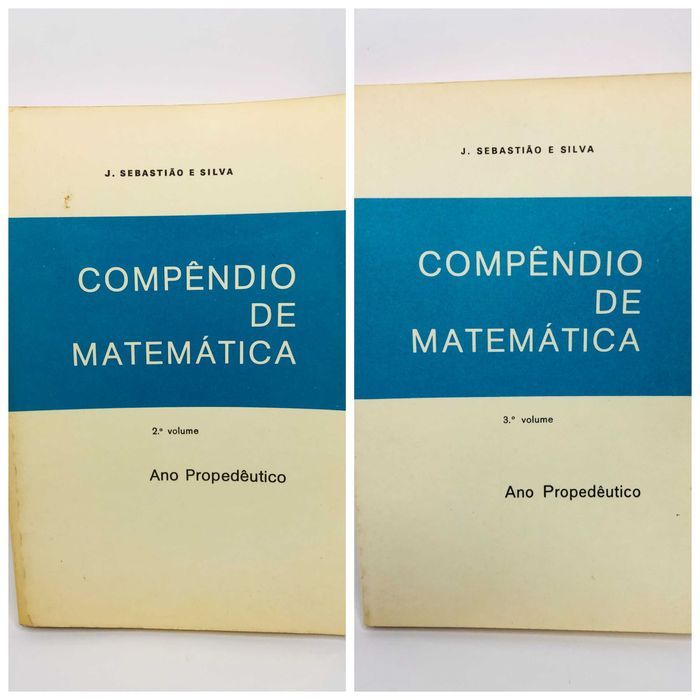 J. SEBASTIÃO E SILVA
COMPÊNDIO
DE
MATEMÁTICA
2.º volume
Ano Propedêutico
J. SEBASTIÃO E SILVA
COMPÊNDIO
DE
MATEMÁTICA
3.º volume
Ano Propedêutico